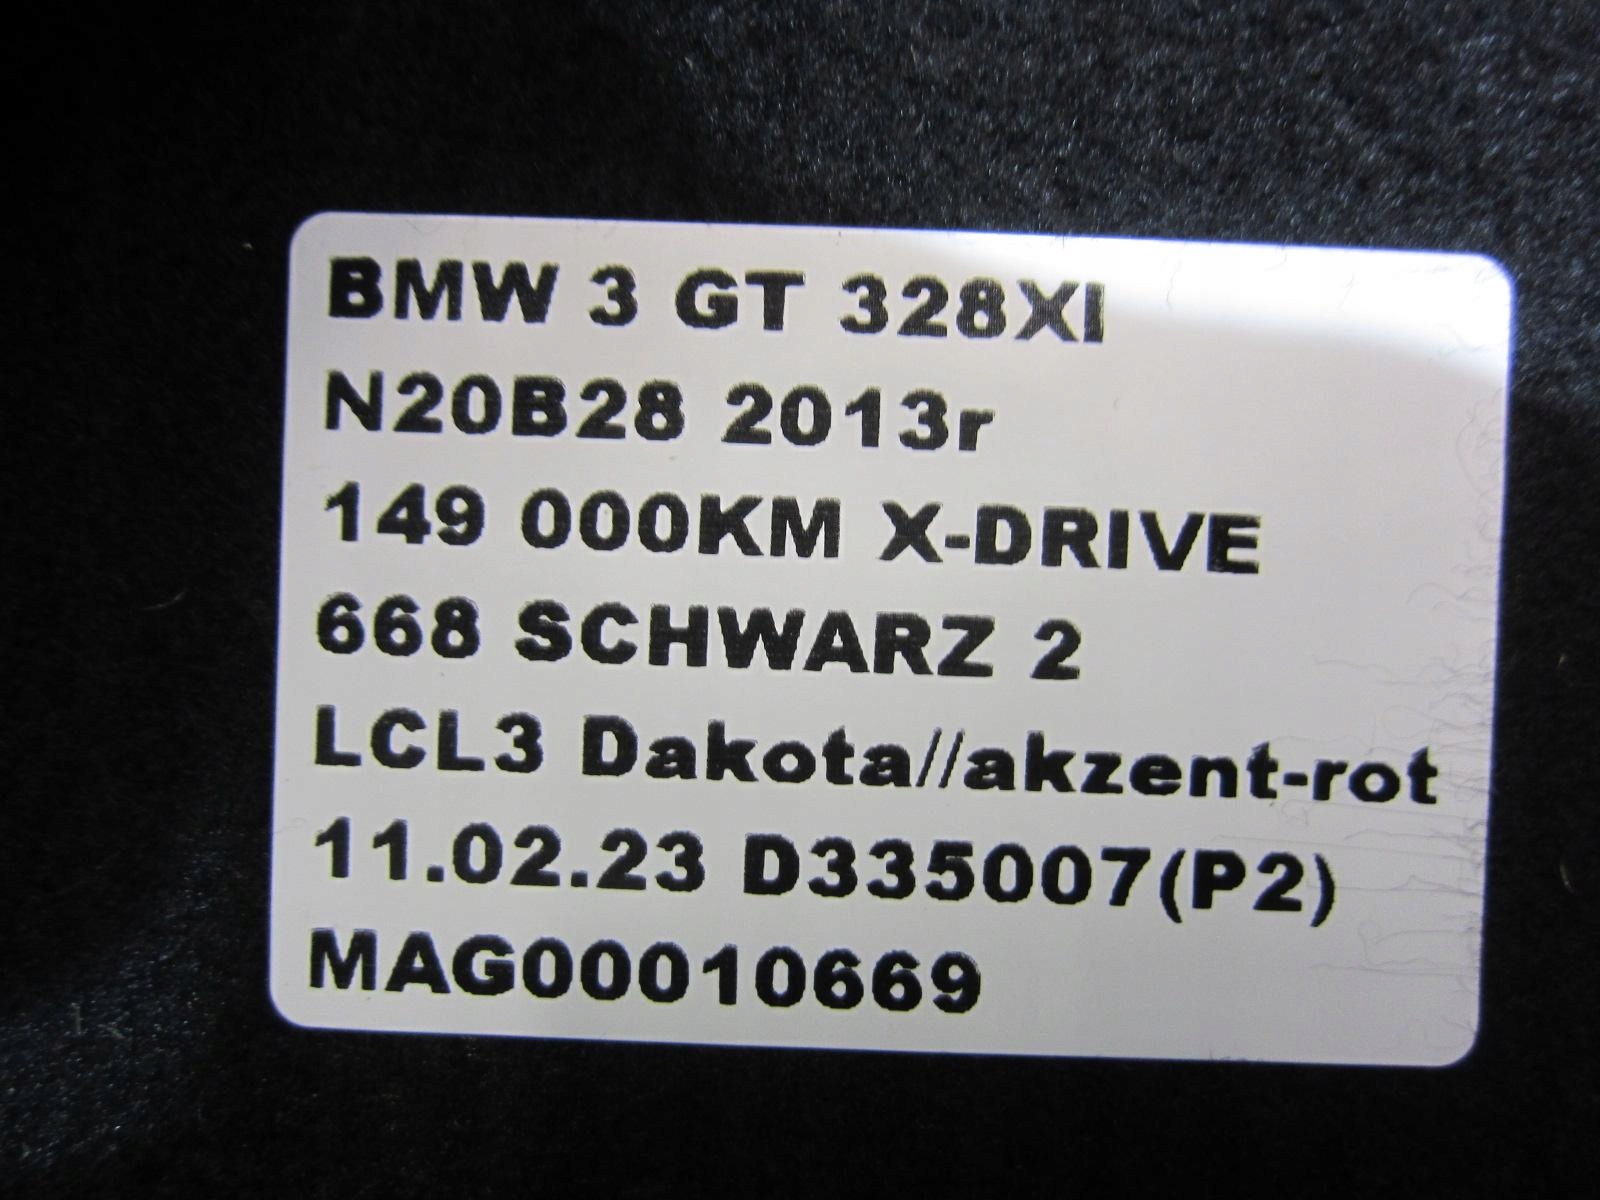 BMW 3 GT 328XI
N20B28 2013r
149 000KM X-DRIVE
668 SCHWARZ 2
LCL3 Dakota//akzent-rot
11.02.23 D335007(P2)
MAG00010669